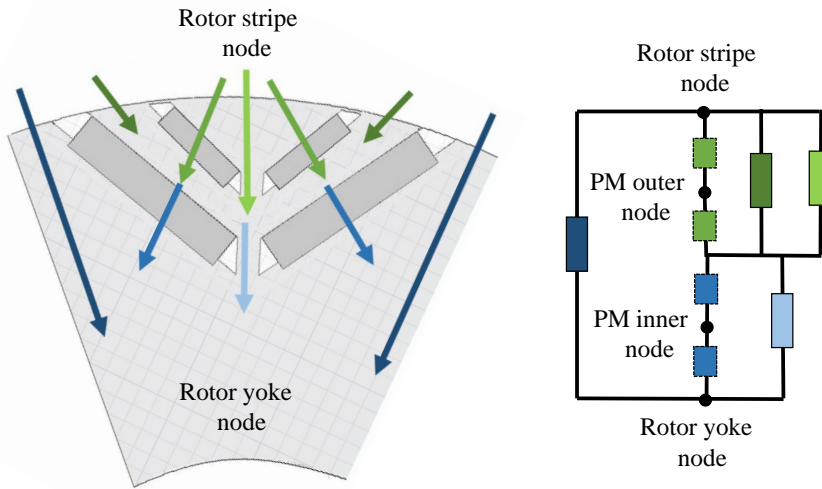 Rotor stripe
node
Rotor yoke
node
Rotor stripe
node
PM outer
node
PM inner
node
Rotor yoke
node